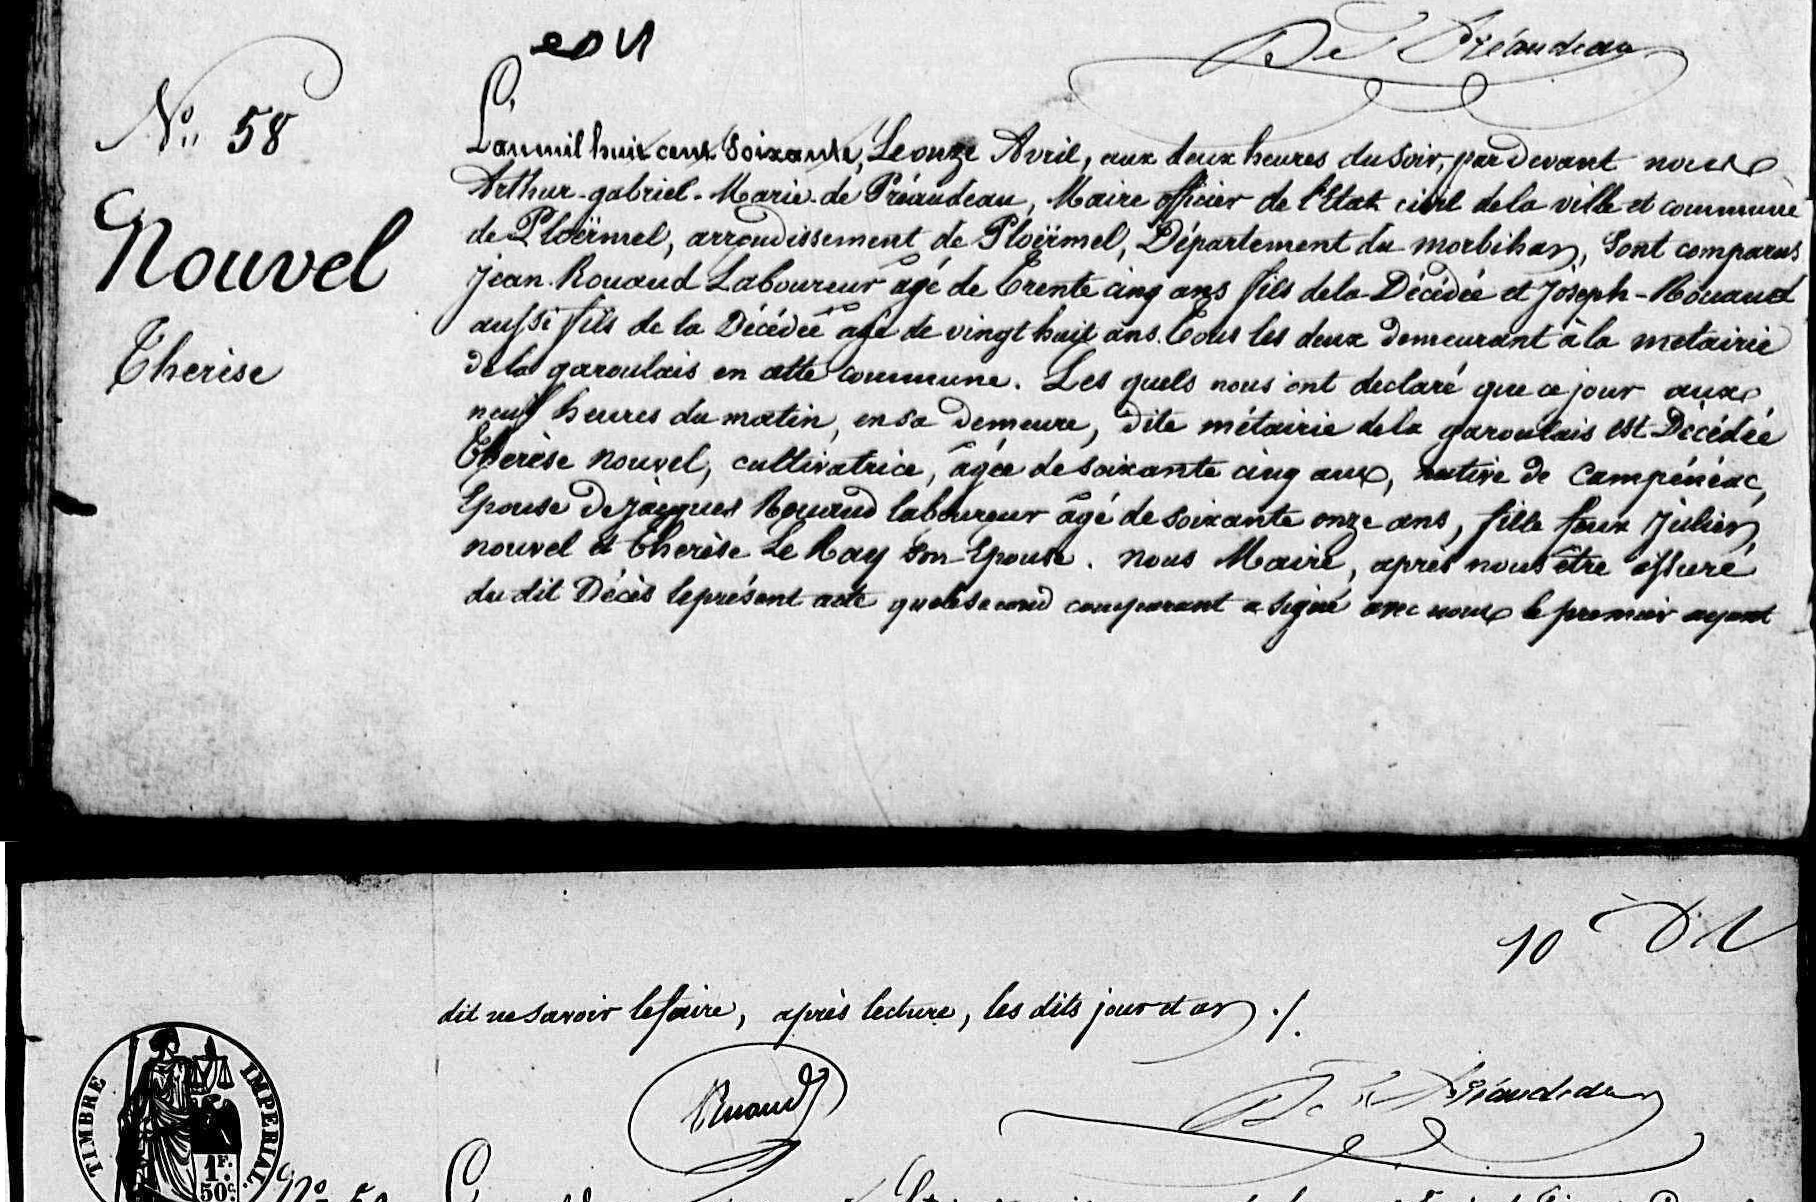 De Préaudeau
Nº 58
Nouvel
Therèse
L'an mil huit cent Soixante, Le onze Avril, aux deux heures du Soir, par Devant nous
Arthur-gabriel-Marie-de Préaudeau, Maire officier de l'Etat civil de la ville et commune
de Ploërmel, arrondissement de Ploërmel, Département du morbihan, Sont comparus
Jean Rouaud Laboureur âgé de Trente cinq ans fils de la Décédée et Joseph-Rouaud
aussi fils de la Décédée âgé de vingt huit ans. Tous les deux demeurant à la métairie
de la garoulais en cette commune. Les quels nous ont declaré que ce jour aux
neuf heures du matin, en sa demeure, dite métairie de la garoulais est Décédée
Therèse nouvel, cultivatrice, âgée de soixante cinq ans, native de Campénéac,
Epouse de Jacques Rouaud laboureur âgé de soixante onze ans, fille feux Julien
nouvel et Therèse Le Ray son Epouse. Nous Maire, après nous être assuré
du dit Décès le présent acte que le second comparant a signé avec nous le premier ayant
10
dit ne savoir le faire, après lecture, les dits jour et an ./.
Ruaud
De Préaudeau
TIMBRE IMPERIAL
1 F.
50 c.
Nº 59